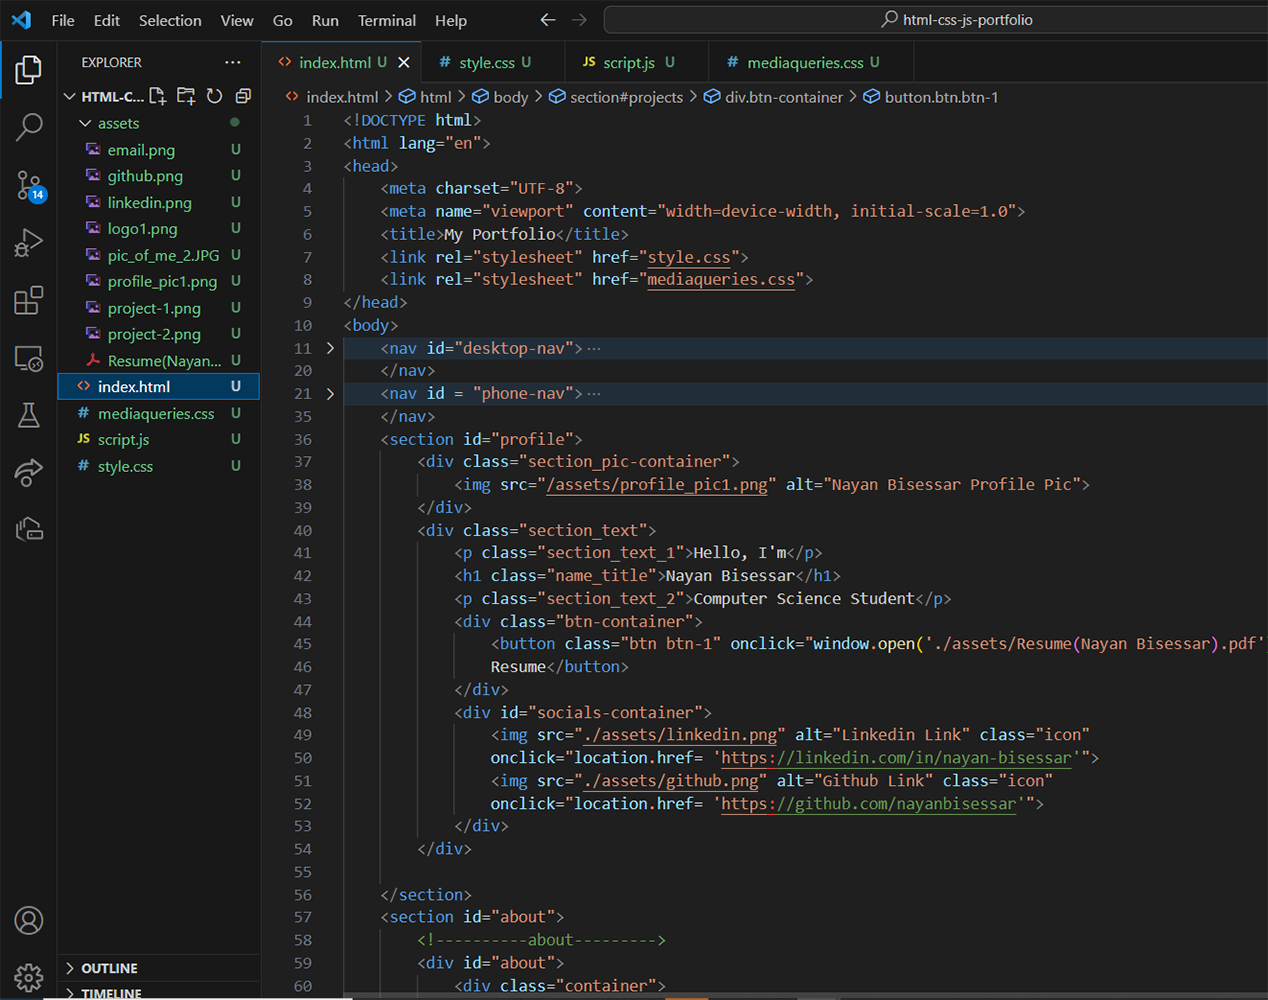 File Edit Selection View Go Run Terminal Help html-css-js-portfolio
EXPLORER ...
index.html U
style.css U
JS script.js U
mediaqueries.css U
HTML-C...
index.html > html > body > section#projects > div.btn-container > button.btn.btn-1
assets
email.png U
github.png U
linkedin.png U
logo1.png U
pic_of_me_2.JPG U
profile_pic1.png U
project-1.png U
project-2.png U
Resume(Nayan... U
index.html U
# mediaqueries.css U
JS script.js U
# style.css U
14
OUTLINE
TIMELINE
1 <!DOCTYPE html>
2 <html lang="en">
3 <head>
4 <meta charset="UTF-8">
5 <meta name="viewport" content="width=device-width, initial-scale=1.0">
6 <title>My Portfolio</title>
7 <link rel="stylesheet" href="style.css">
8 <link rel="stylesheet" href="mediaqueries.css">
9 </head>
10 <body>
11 <nav id="desktop-nav">...
20 </nav>
21 <nav id = "phone-nav">...
35 </nav>
36 <section id="profile">
37 <div class="section_pic-container">
38 <img src="/assets/profile_pic1.png" alt="Nayan Bisessar Profile Pic">
39 </div>
40 <div class="section_text">
41 <p class="section_text_1">Hello, I'm</p>
42 <h1 class="name_title">Nayan Bisessar</h1>
43 <p class="section_text_2">Computer Science Student</p>
44 <div class="btn-container">
45 <button class="btn btn-1" onclick="window.open('./assets/Resume(Nayan Bisessar).pdf'
46 Resume</button>
47 </div>
48 <div id="socials-container">
49 <img src="./assets/linkedin.png" alt="Linkedin Link" class="icon"
50 onclick="location.href= 'https://linkedin.com/in/nayan-bisessar'">
51 <img src="./assets/github.png" alt="Github Link" class="icon"
52 onclick="location.href= 'https://github.com/nayanbisessar'">
53 </div>
54 </div>
55
56 </section>
57 <section id="about">
58 <!----------about--------->
59 <div id="about">
60 <div class="container">